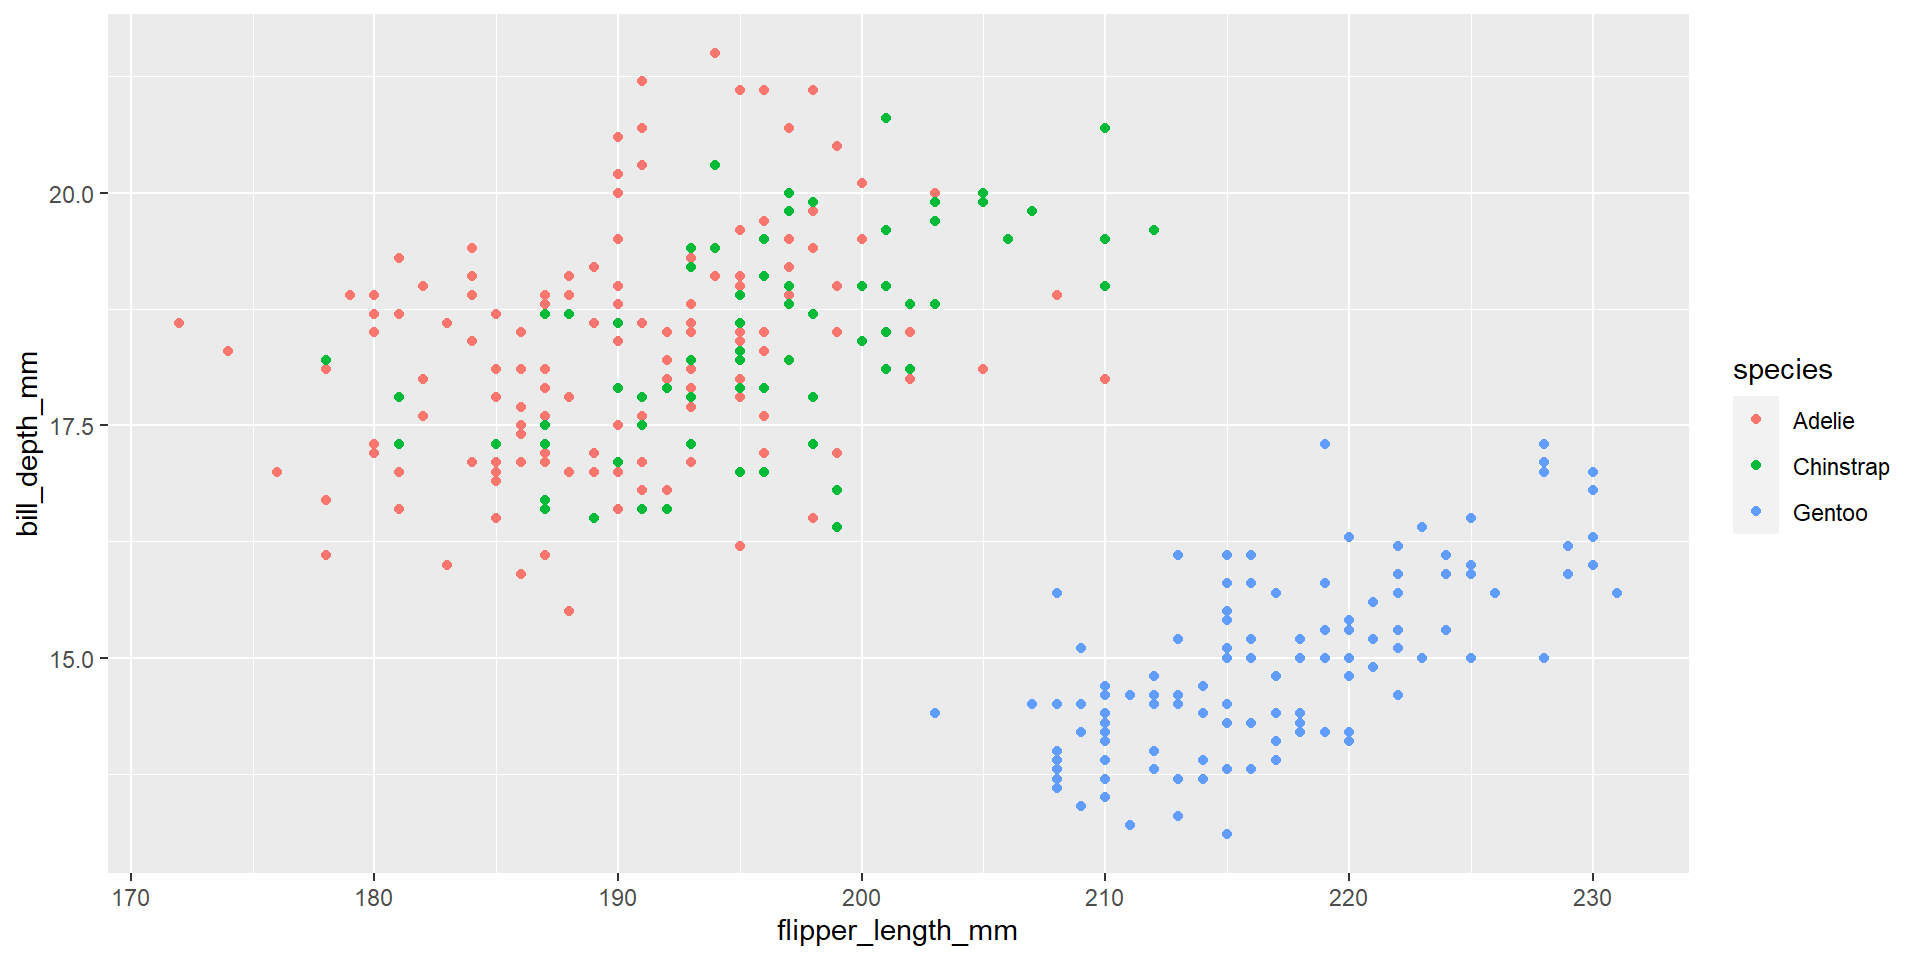 20.0
17.5
15.0
bill_depth_mm
170 180 190 200 210 220 230
flipper_length_mm
species
Adelie
Chinstrap
Gentoo